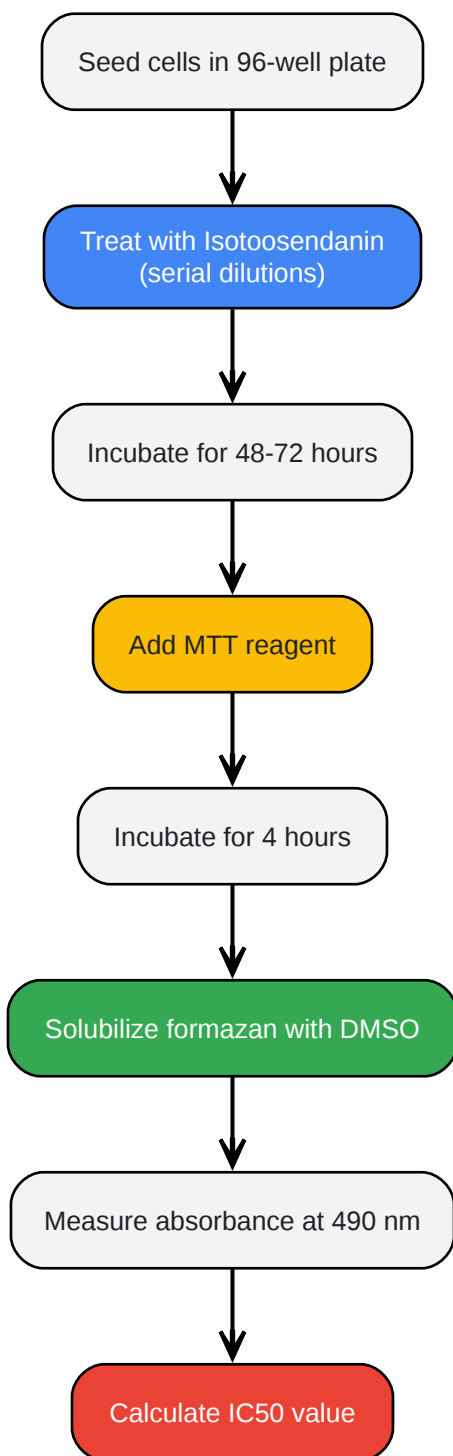 Seed cells in 96-well plate
Treat with Isotoosendanin
(serial dilutions)
Incubate for 48-72 hours
Add MTT reagent
Incubate for 4 hours
Solubilize formazan with DMSO
Measure absorbance at 490 nm
Calculate IC50 value